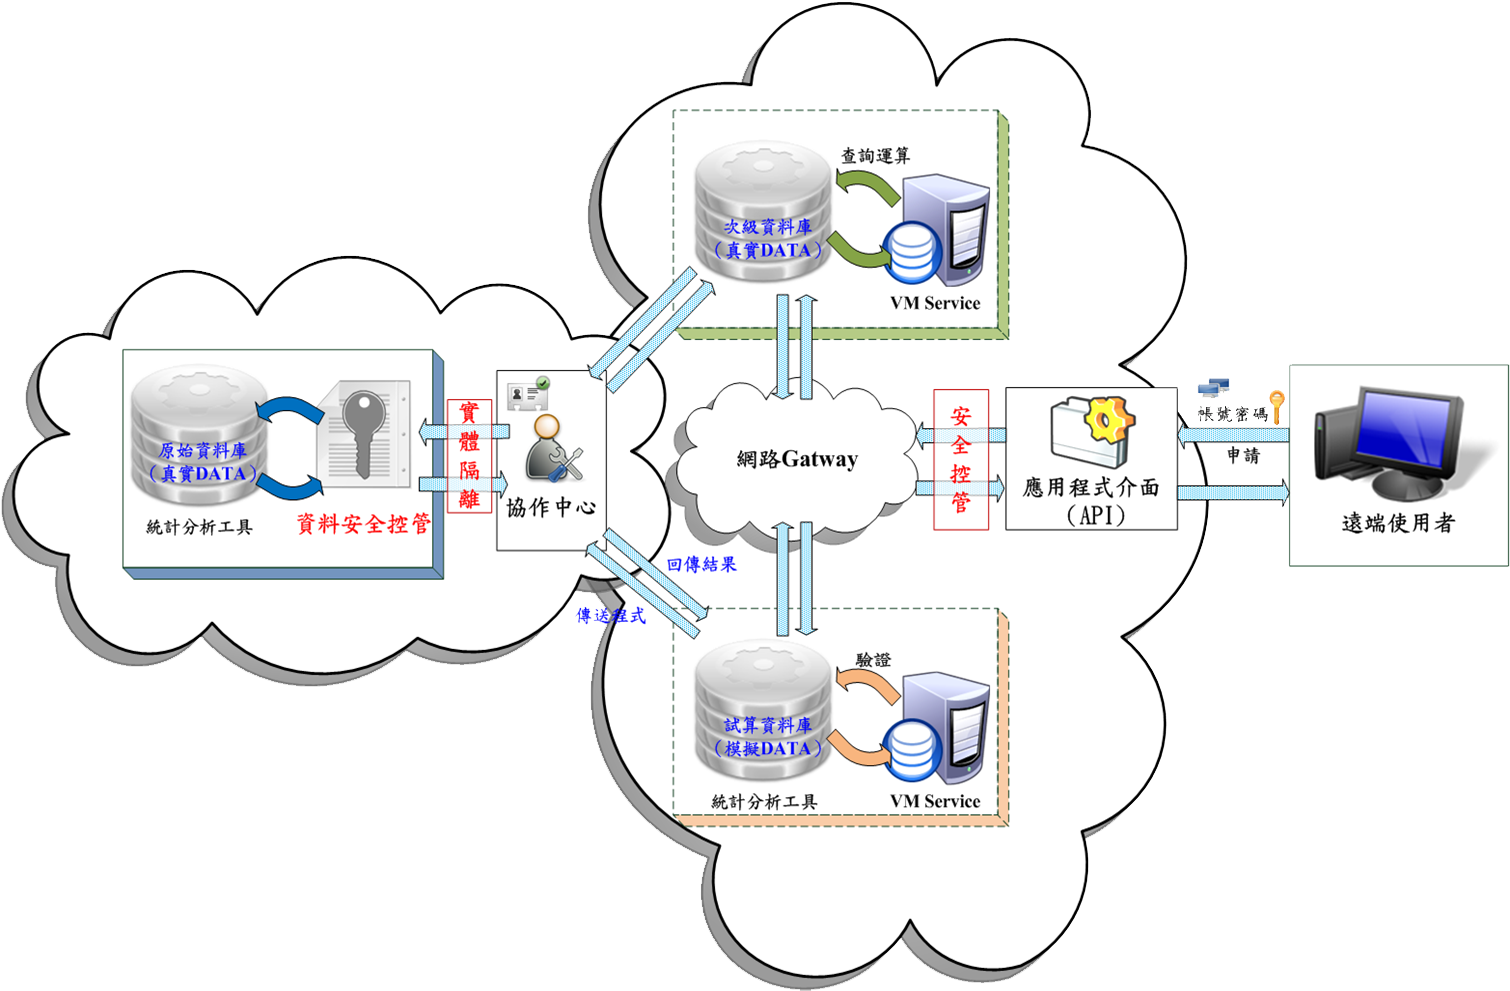 查詢運算
次級資料庫
（真實DATA）
VM Service
原始資料庫
（真實DATA）
統計分析工具
資料安全控管
實體隔離
協作中心
網路Gatway
安全控管
應用程式介面
（API）
帳號密碼
申請
遠端使用者
回傳結果
傳送程式
驗證
試算資料庫
（模擬DATA）
統計分析工具
VM Service